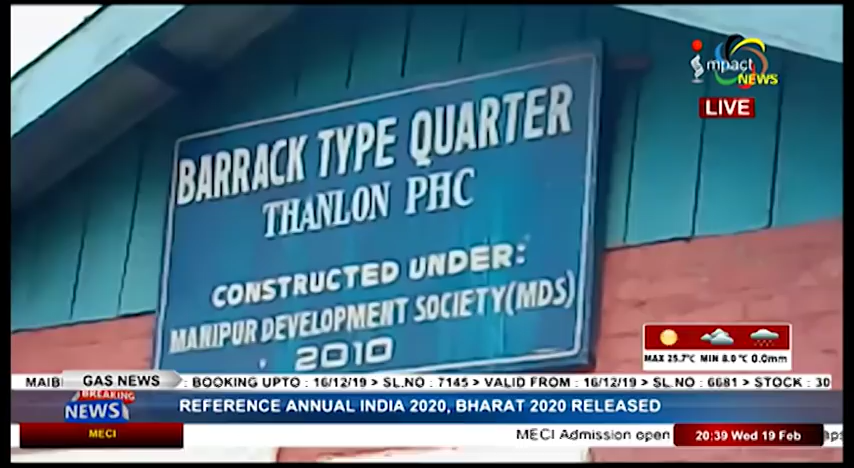 impact
NEWS
LIVE
BARRACK TYPE QUARTER
THANLON PHC
CONSTRUCTED UNDER:
MANIPUR DEVELOPMENT SOCIETY(MDS)
2010
MAX 25.7°C MIN 8.0°C 0.0mm
MAIB GAS NEWS : BOOKING UPTO : 16/12/19 > SL.NO : 7145 > VALID FROM : 16/12/19 > SL.NO : 6681 > STOCK : 30
BREAKING
NEWS
REFERENCE ANNUAL INDIA 2020, BHARAT 2020 RELEASED
MECI
MECI Admission open
20:39 Wed 19 Feb